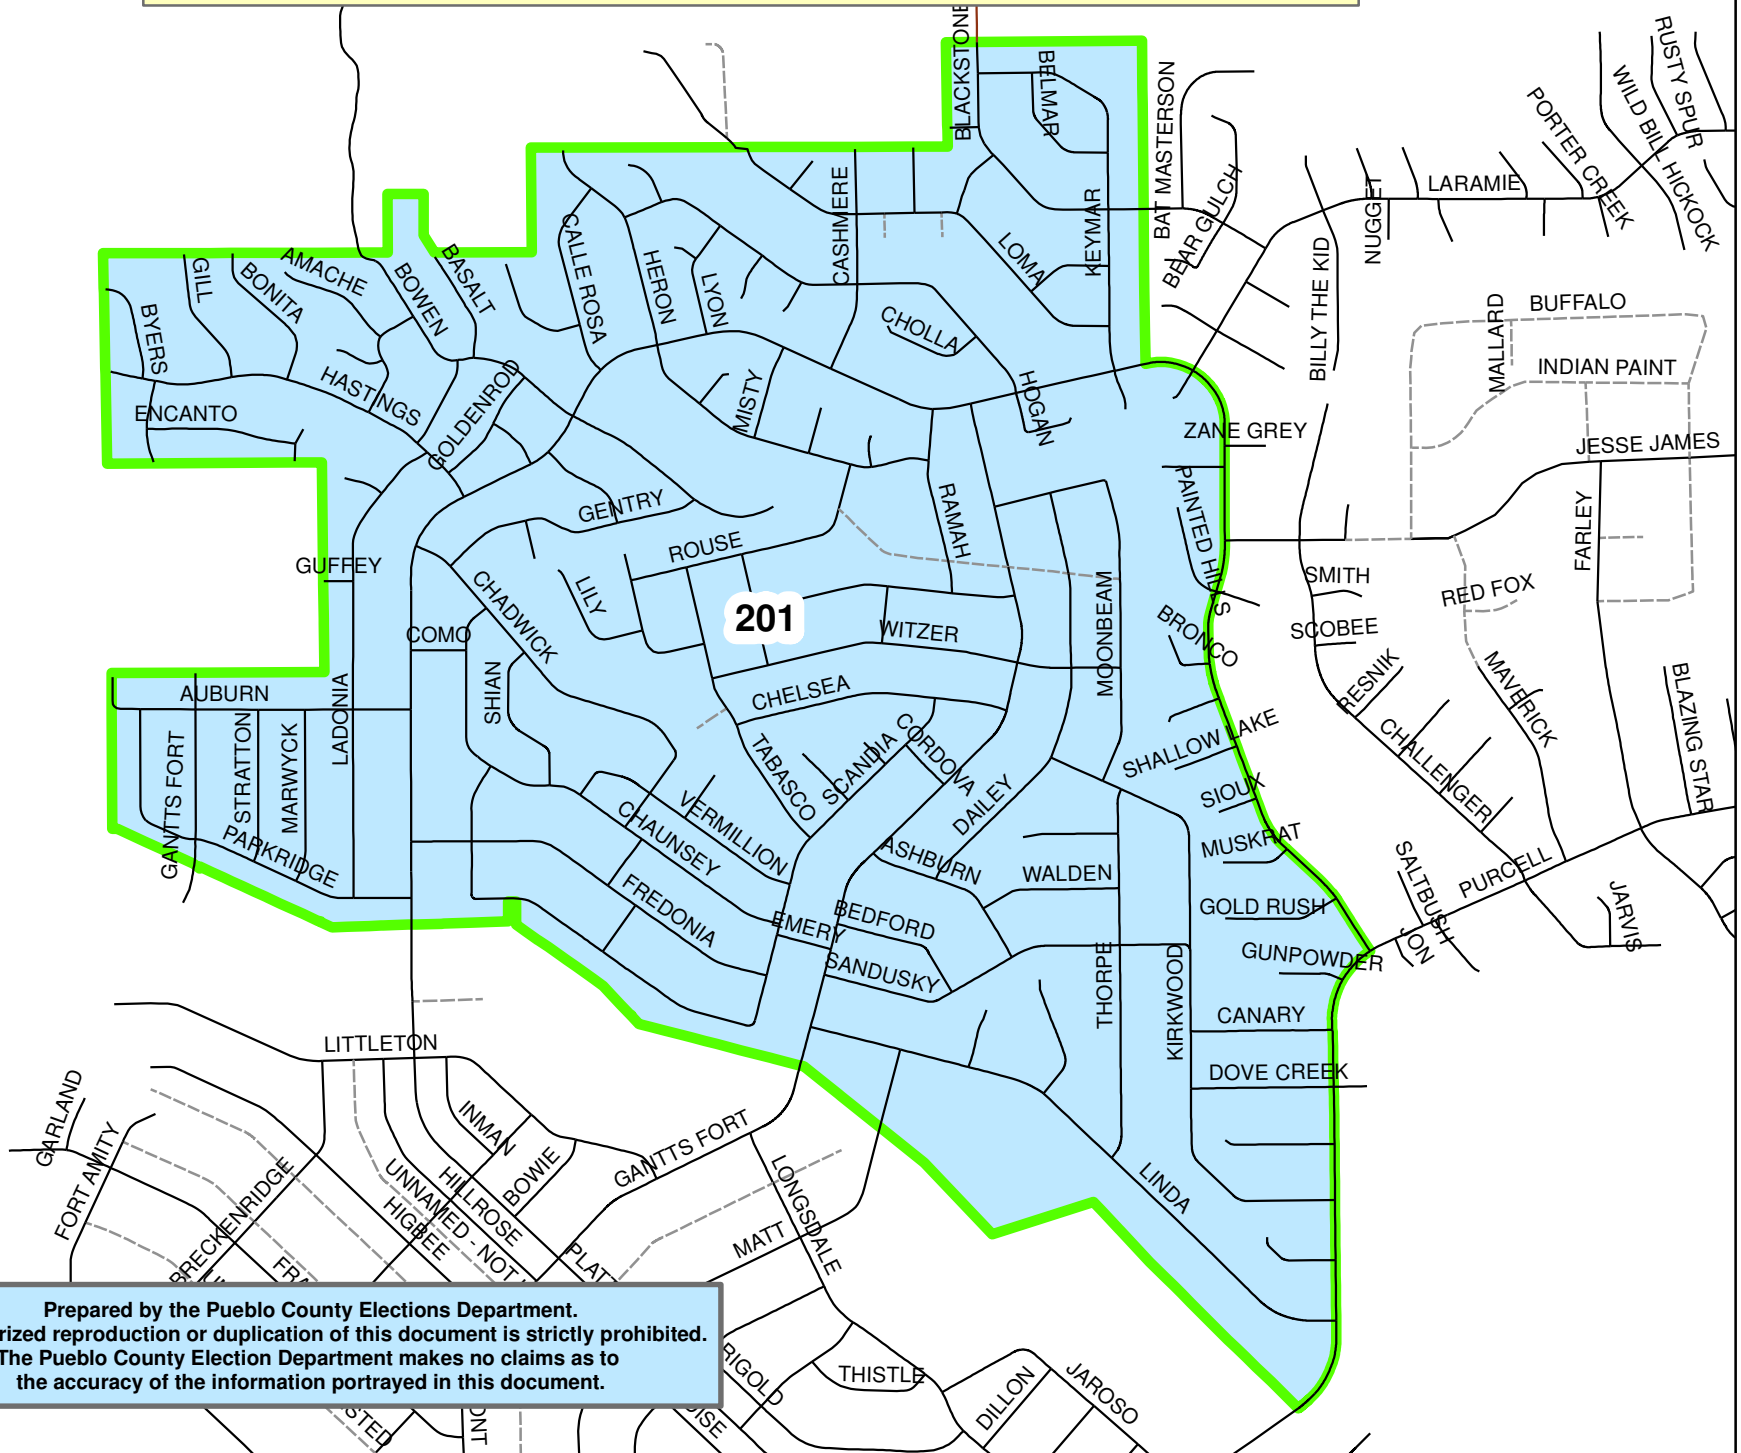 BLACKSTONE
BELMAR
BAT MASTERSON
RUSTY SPUR
WILD BILL HICKOCK
PORTER CREEK
LARAMIE
NUGGET
BEAR GULCH
KEYMAR
CASHMERE
LOMA
CALLE ROSA
HERON
LYON
BASALT
BOWEN
AMACHE
BONITA
GILL
BYERS
BILLY THE KID
BUFFALO
MALLARD
INDIAN PAINT
CHOLLA
HASTINGS
GOLDENROD
ENCANTO
MISTY
HOGAN
ZANE GREY
JESSE JAMES
PAINTED HILLS
RAMAH
GENTRY
ROUSE
FARLEY
GUFFEY
CHADWICK
LILY
SMITH
RED FOX
201
WITZER
MOONBEAM
SCOBEE
BRONCO
COMO
SHIAN
AUBURN
LADONIA
CHELSEA
RESNIK
MAVERICK
BLAZING STAR
GANTTS FORT
STRATTON
MARWYCK
TABASCO
SCANDIA
CORDOVA
DAILEY
SHALLOW LAKE
CHALLENGER
SIOUX
VERMILLION
CHAUNSEY
MUSKRAT
PARKRIDGE
ASHBURN
WALDEN
PURCELL
SALTBUSH
JARVIS
FREDONIA
EMERY
BEDFORD
GOLD RUSH
JON
GUNPOWDER
SANDUSKY
THORPE
KIRKWOOD
CANARY
LITTLETON
DOVE CREEK
GARLAND
FORT AMITY
INMAN
BOWIE
GANTTS FORT
LONGSDALE
LINDA
BRECKENRIDGE
UNNAMED - NOT
HILLROSE
HIGBEE
MATT
Prepared by the Pueblo County Elections Department.
rized reproduction or duplication of this document is strictly prohibited.
The Pueblo County Election Department makes no claims as to
the accuracy of the information portrayed in this document.
RIGOLD
THISTLE
DILLON
JAROSO